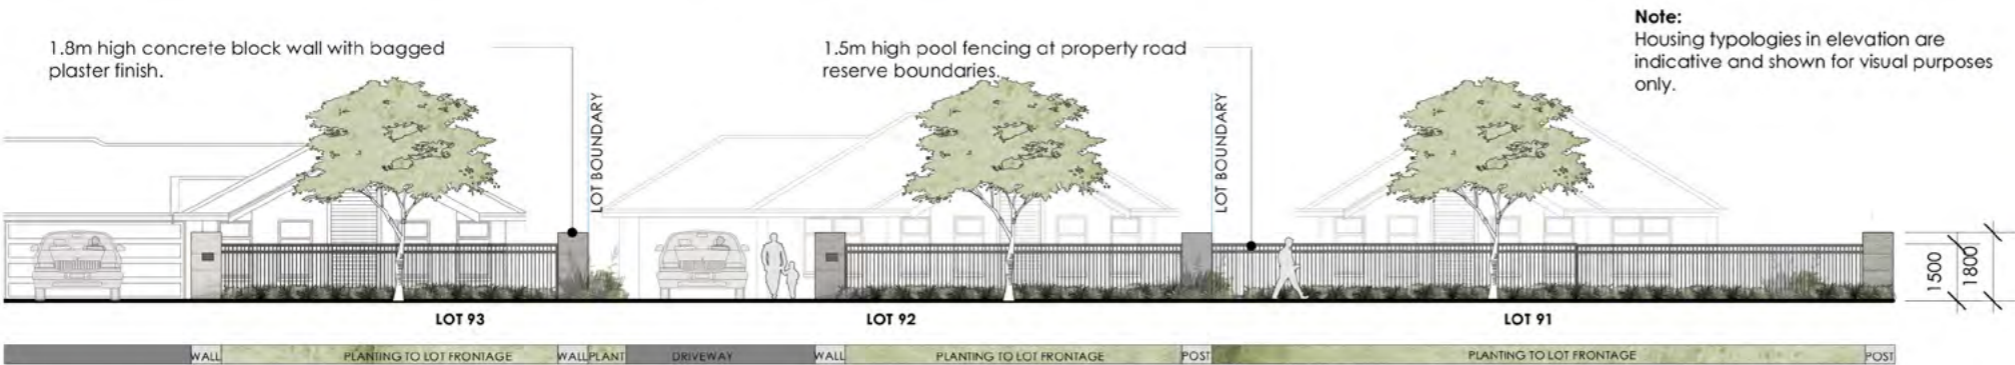 Note:
Housing typologies in elevation are
indicative and shown for visual purposes
only.
1.8m high concrete block wall with bagged
plaster finish.
1.5m high pool fencing at property road
reserve boundaries.
LOT BOUNDARY
LOT BOUNDARY
1500
1800
LOT 93
LOT 92
LOT 91
WALL PLANTING TO LOT FRONTAGE WALL PLANT DRIVEWAY WALL PLANTING TO LOT FRONTAGE POST PLANTING TO LOT FRONTAGE POST